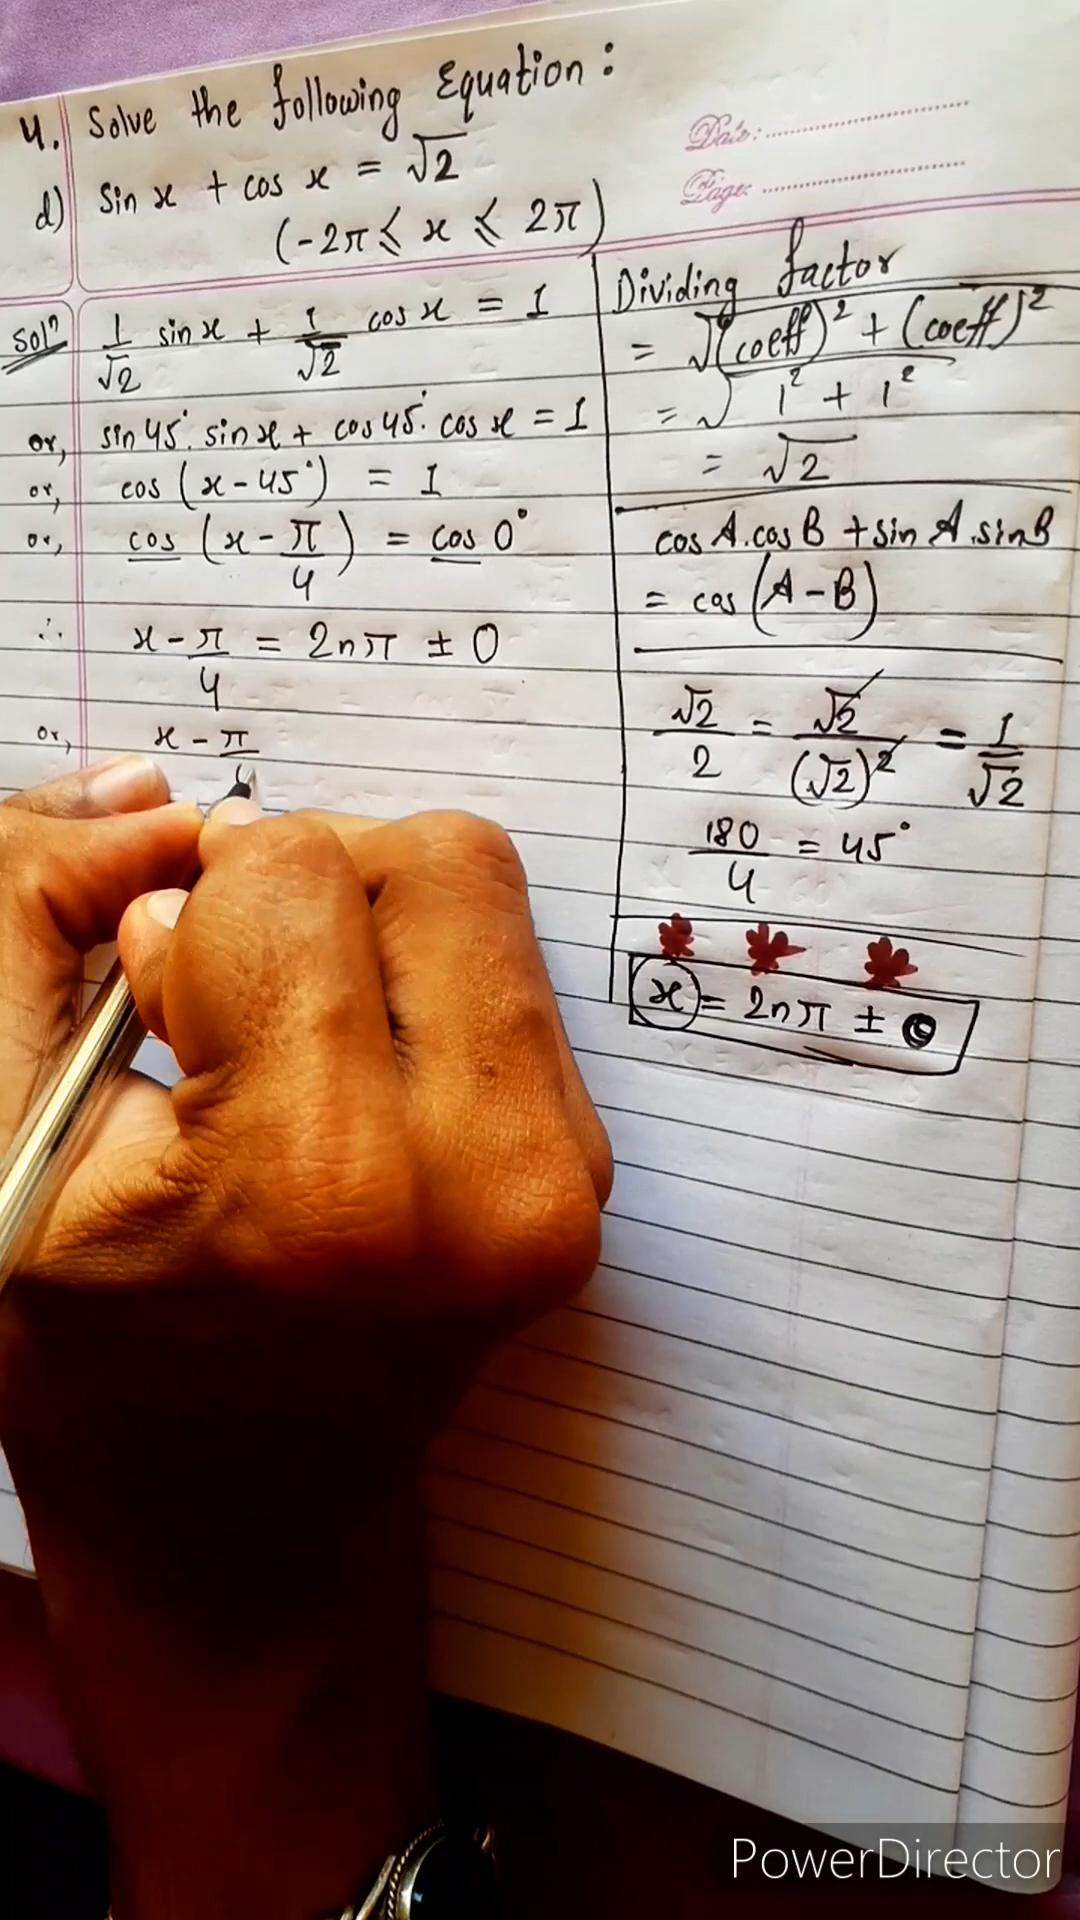 4. Solve the following Equation:
d) sin x + cos x = √2
(-2π ⩽ x ⩽ 2π)
Date:
Page:
Solⁿ 1/√2 sin x + 1/√2 cos x = 1
or, sin 45°. sin x + cos 45°. cos x = 1
or, cos (x - 45°) = 1
or, cos (x - π/4) = cos 0°
∴ x - π/4 = 2nπ ± 0
or, x - π/
Dividing factor
= √(coeff)² + (coeff)²
= √1² + 1²
= √2
cos A. cos B + sin A. sin B
= cos (A - B)
√2/2 = √2/(√2)² = 1/√2
180/4 = 45°
x = 2nπ ±
PowerDirector